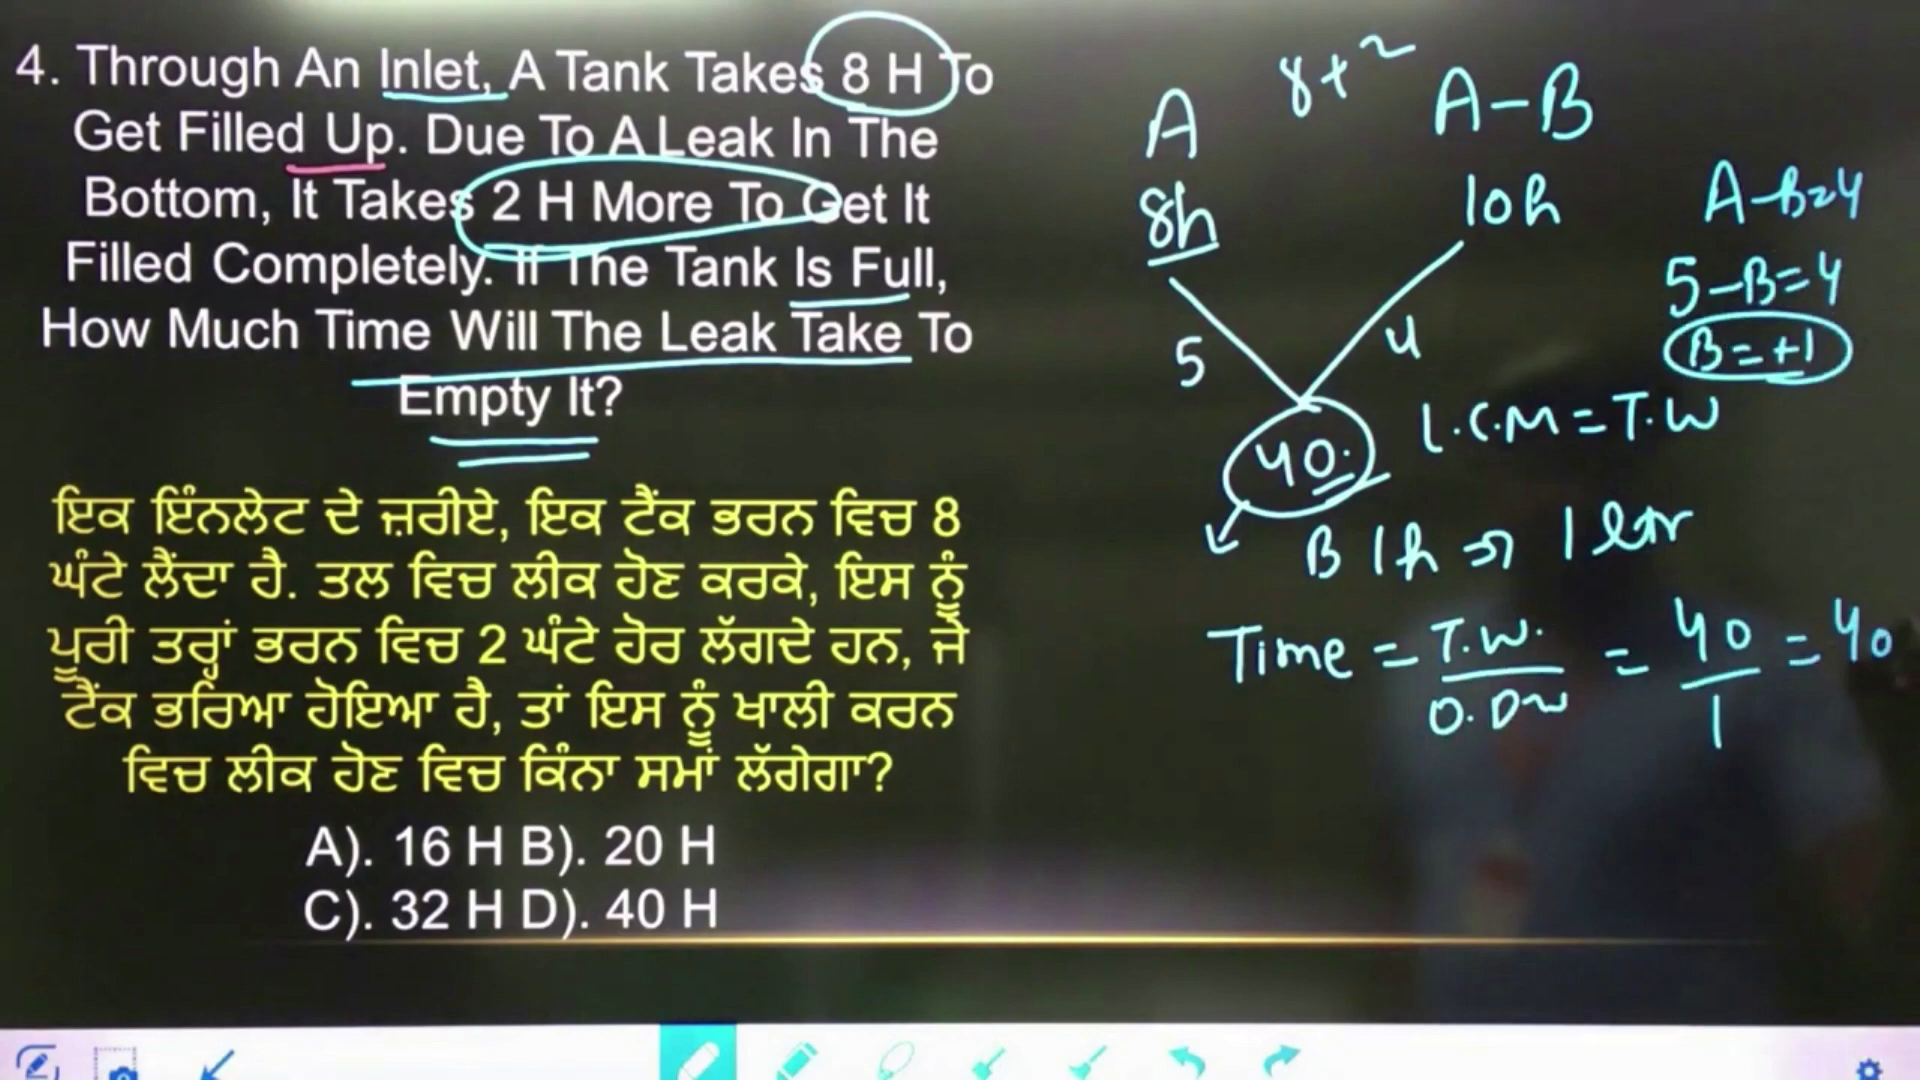 4. Through An Inlet, A Tank Takes 8 H To
Get Filled Up. Due To A Leak In The
Bottom, It Takes 2 H More To Get It
Filled Completely. If The Tank Is Full,
How Much Time Will The Leak Take To
Empty It?
ਇਕ ਇੰਨਲੇਟ ਦੇ ਜ਼ਰੀਏ, ਇਕ ਟੈਂਕ ਭਰਨ ਵਿਚ 8
ਘੰਟੇ ਲੈਂਦਾ ਹੈ. ਤਲ ਵਿਚ ਲੀਕ ਹੋਣ ਕਰਕੇ, ਇਸ ਨੂੰ
ਪੂਰੀ ਤਰ੍ਹਾਂ ਭਰਨ ਵਿਚ 2 ਘੰਟੇ ਹੋਰ ਲੱਗਦੇ ਹਨ, ਜੇ
ਟੈਂਕ ਭਰਿਆ ਹੋਇਆ ਹੈ, ਤਾਂ ਇਸ ਨੂੰ ਖਾਲੀ ਕਰਨ
ਵਿਚ ਲੀਕ ਹੋਣ ਵਿਚ ਕਿੰਨਾ ਸਮਾਂ ਲੱਗੇਗਾ?
A). 16 H B). 20 H
C). 32 H D). 40 H
8+2
A A-B
8h 10h
5 4
40. L.C.M = T.W
A-B=4
5-B=4
B=+1
B 1h 1 ltr
Time = T.W. / O.Dw = 40 / 1 = 40